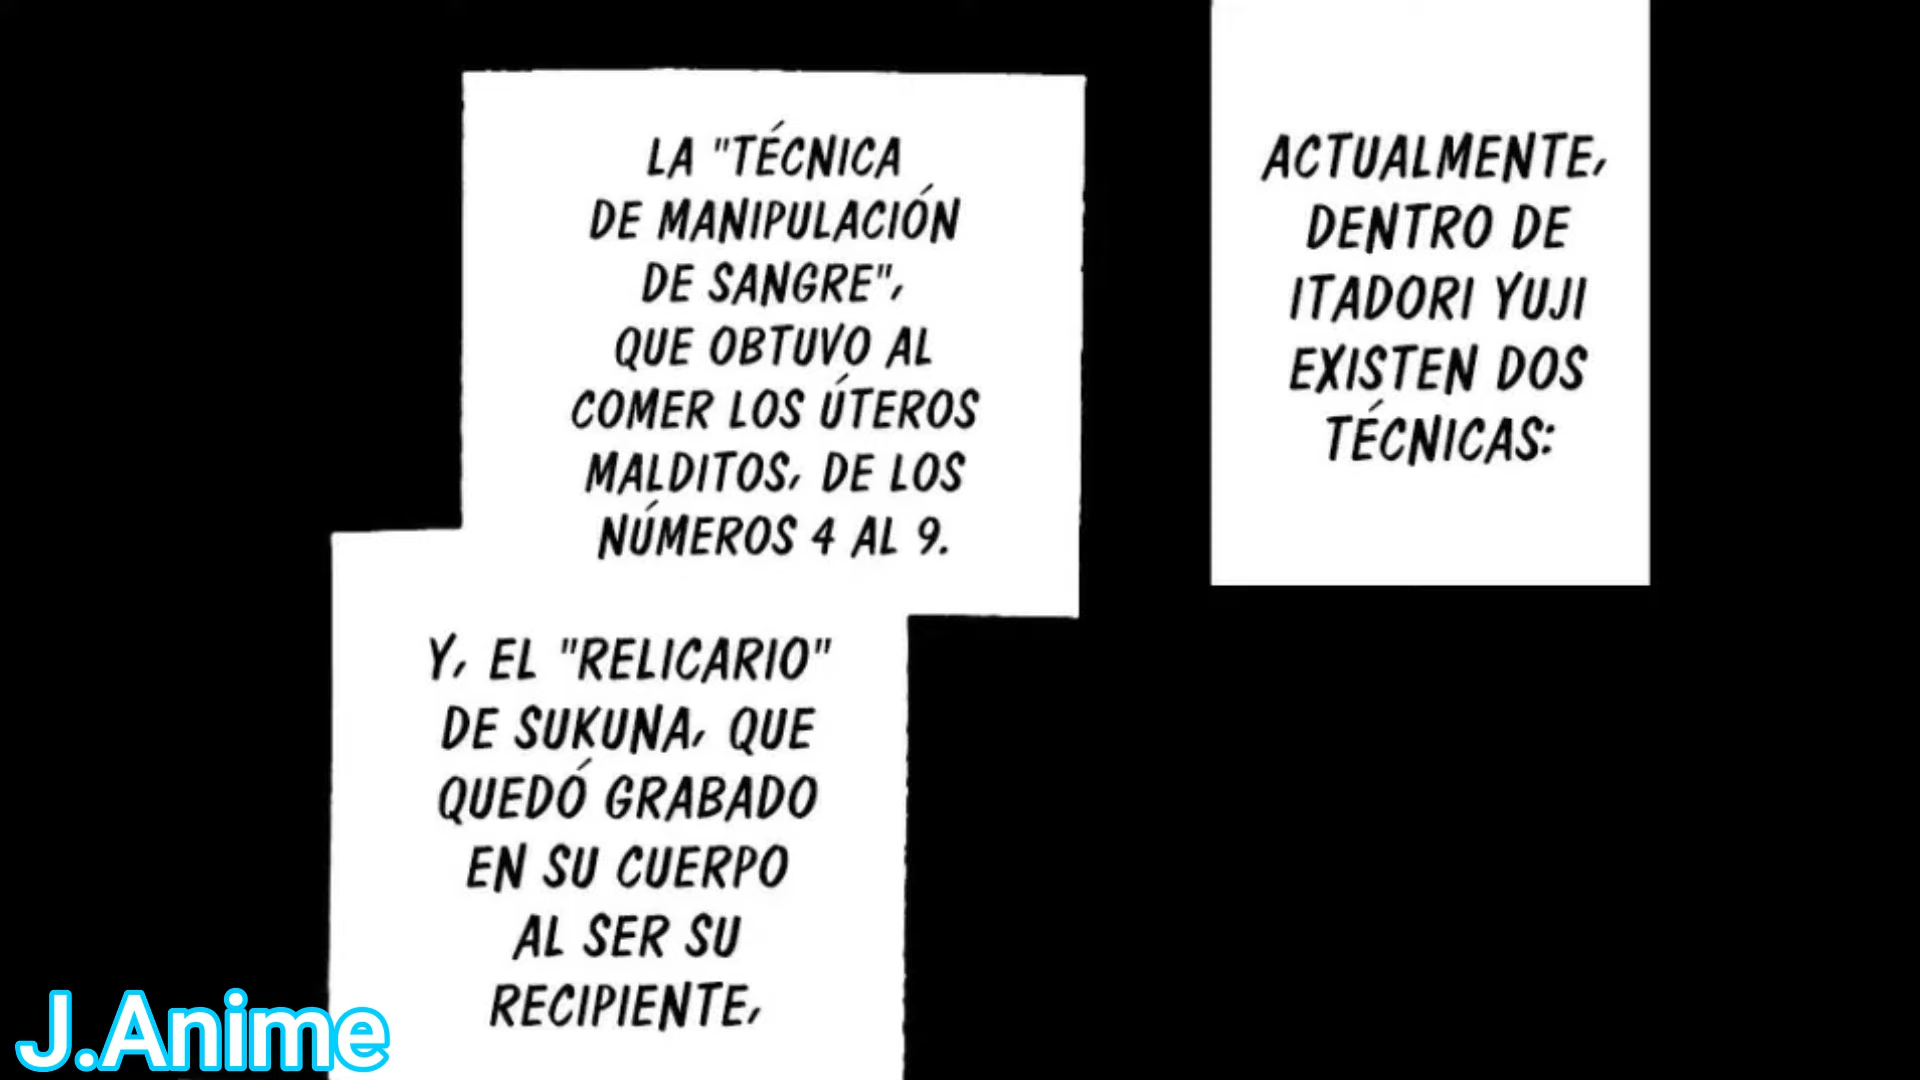 ACTUALMENTE,
DENTRO DE
ITADORI YUJI
EXISTEN DOS
TÉCNICAS:
LA "TÉCNICA
DE MANIPULACIÓN
DE SANGRE",
QUE OBTUVO AL
COMER LOS ÚTEROS
MALDITOS, DE LOS
NÚMEROS 4 AL 9.
Y, EL "RELICARIO"
DE SUKUNA, QUE
QUEDÓ GRABADO
EN SU CUERPO
AL SER SU
RECIPIENTE,
J.Anime